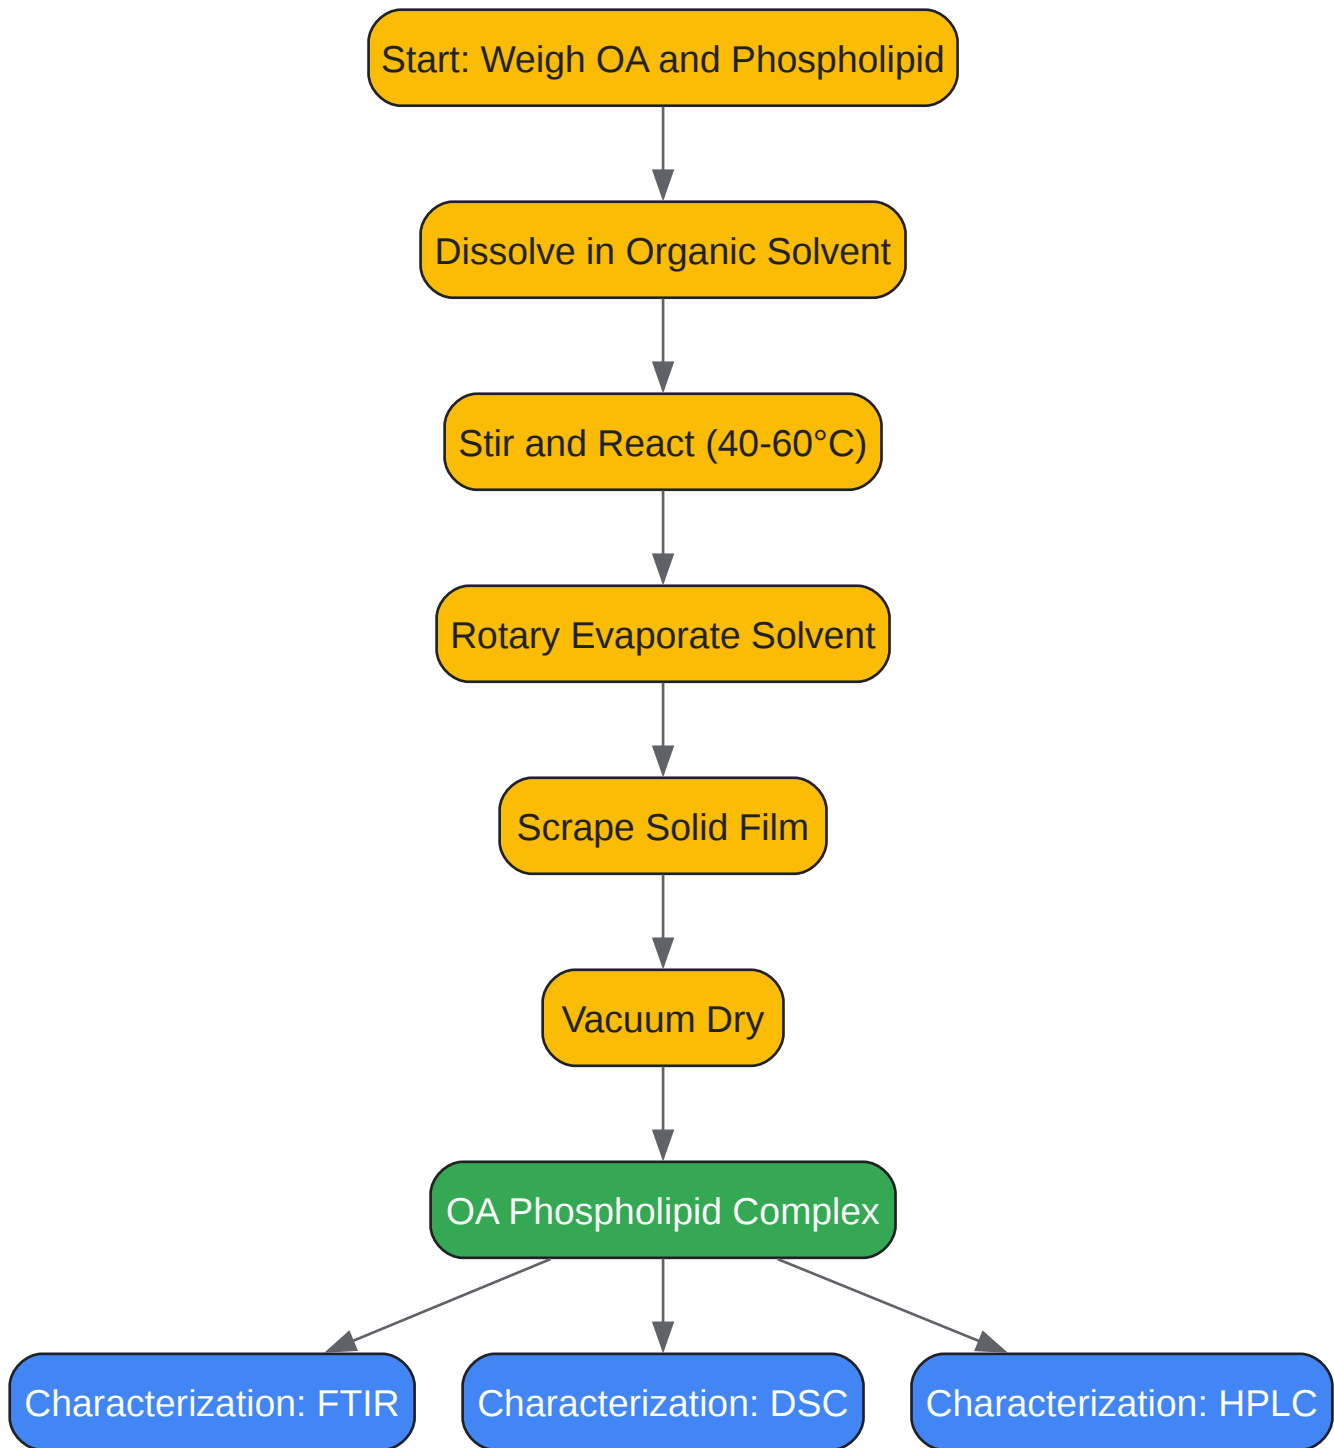 Start: Weigh OA and Phospholipid
Dissolve in Organic Solvent
Stir and React (40-60°C)
Rotary Evaporate Solvent
Scrape Solid Film
Vacuum Dry
OA Phospholipid Complex
Characterization: FTIR
Characterization: DSC
Characterization: HPLC